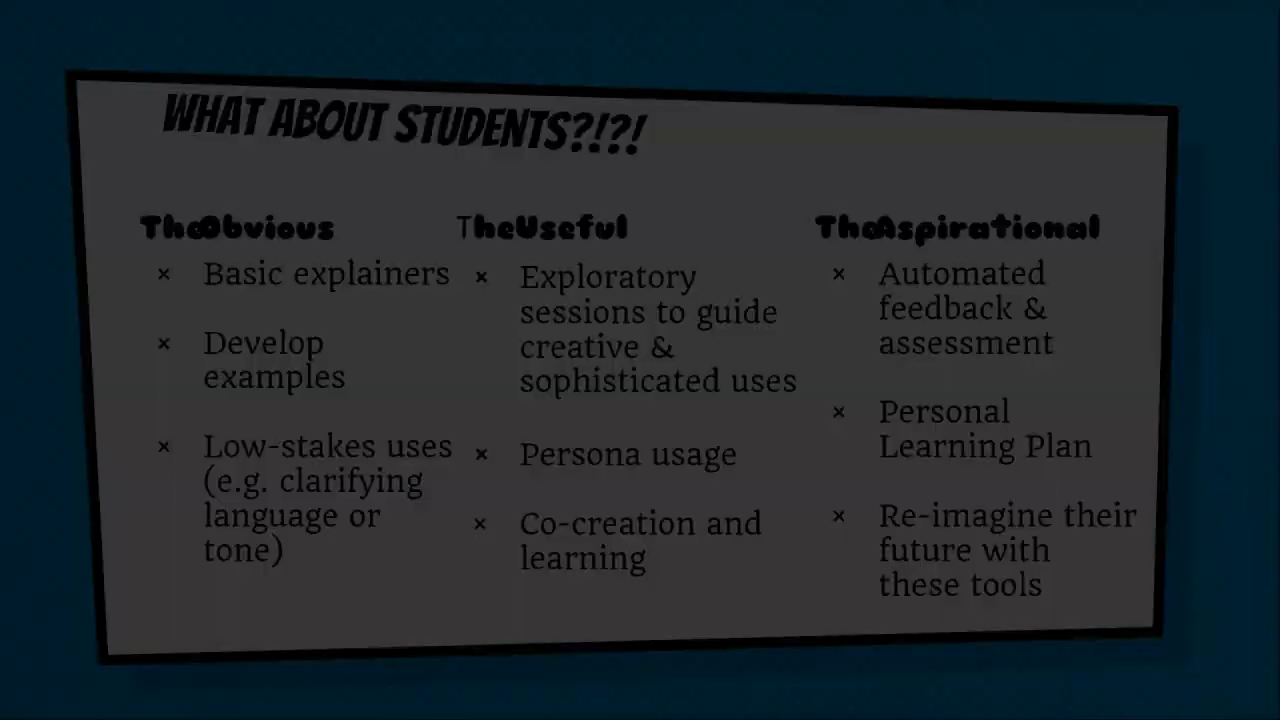 WHAT ABOUT STUDENTS?!?!
The Obvious
× Basic explainers
× Develop
examples
× Low-stakes uses
(e.g. clarifying
language or
tone)
The Useful
× Exploratory
sessions to guide
creative &
sophisticated uses
× Persona usage
× Co-creation and
learning
The Aspirational
× Automated
feedback &
assessment
× Personal
Learning Plan
× Re-imagine their
future with
these tools